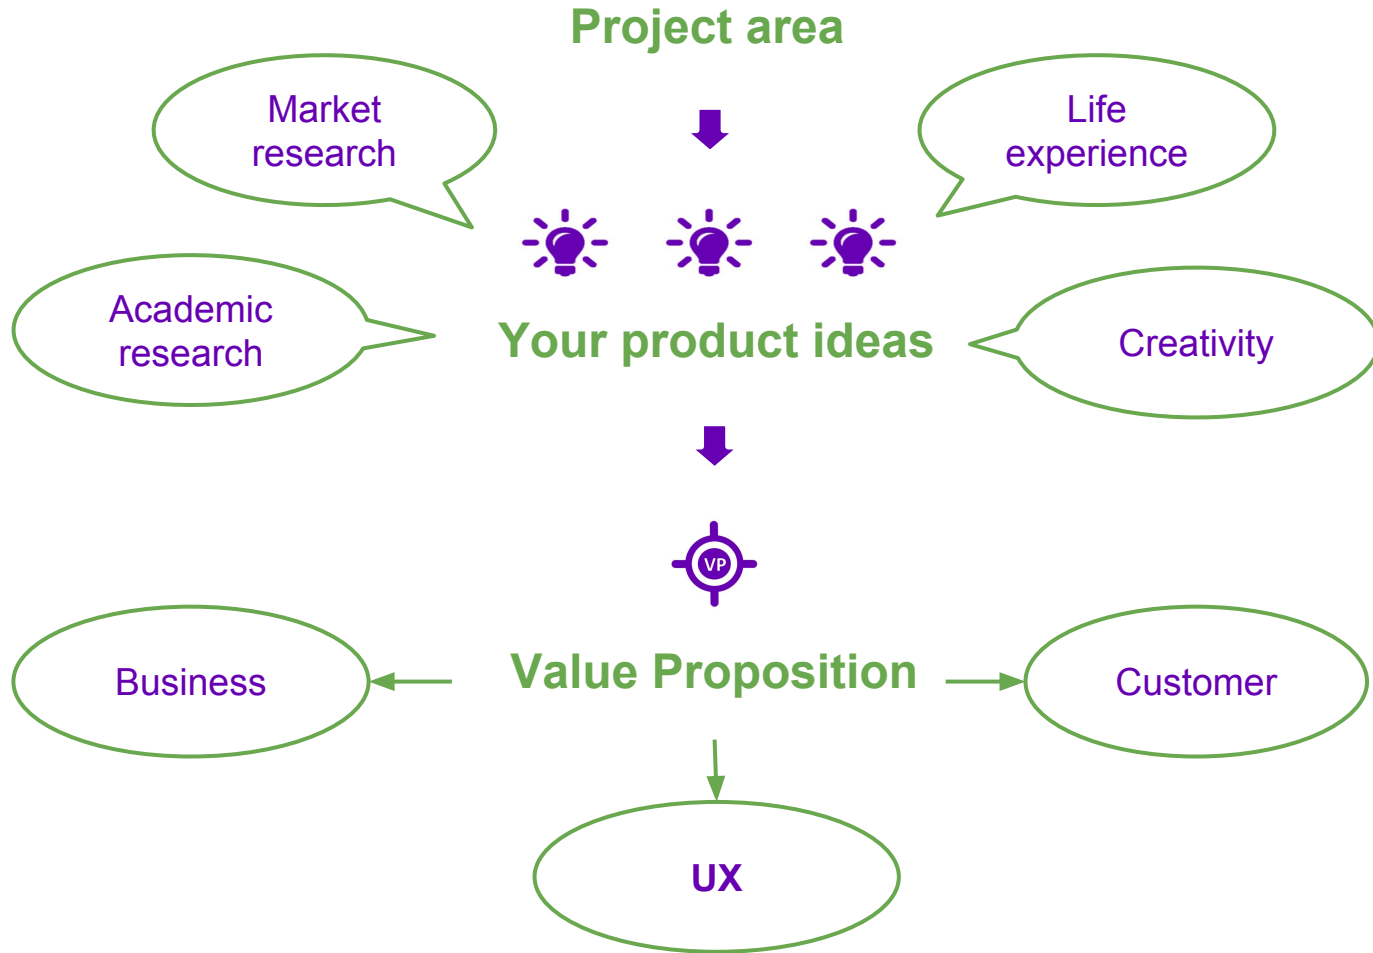 Project area
Market
research
Life
experience
Academic
research
Your product ideas
Creativity
VP
Business
Value Proposition
Customer
UX